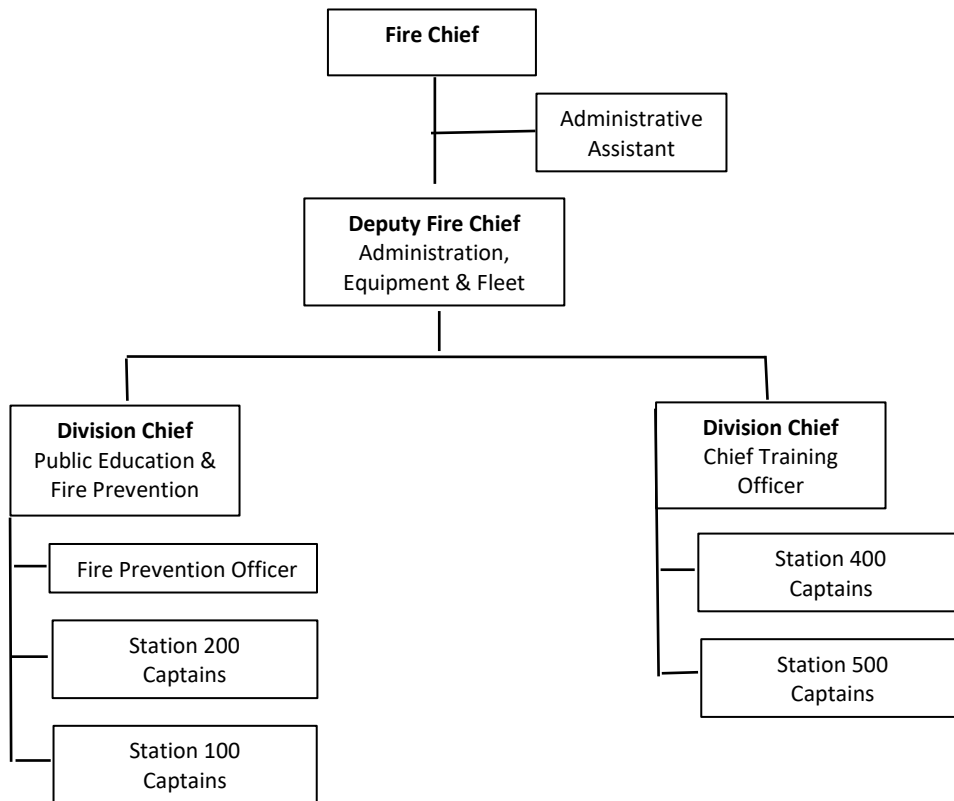 Fire Chief
Administrative
Assistant
Deputy Fire Chief
Administration,
Equipment & Fleet
Division Chief
Public Education &
Fire Prevention
Fire Prevention Officer
Station 200
Captains
Station 100
Captains
Division Chief
Chief Training
Officer
Station 400
Captains
Station 500
Captains